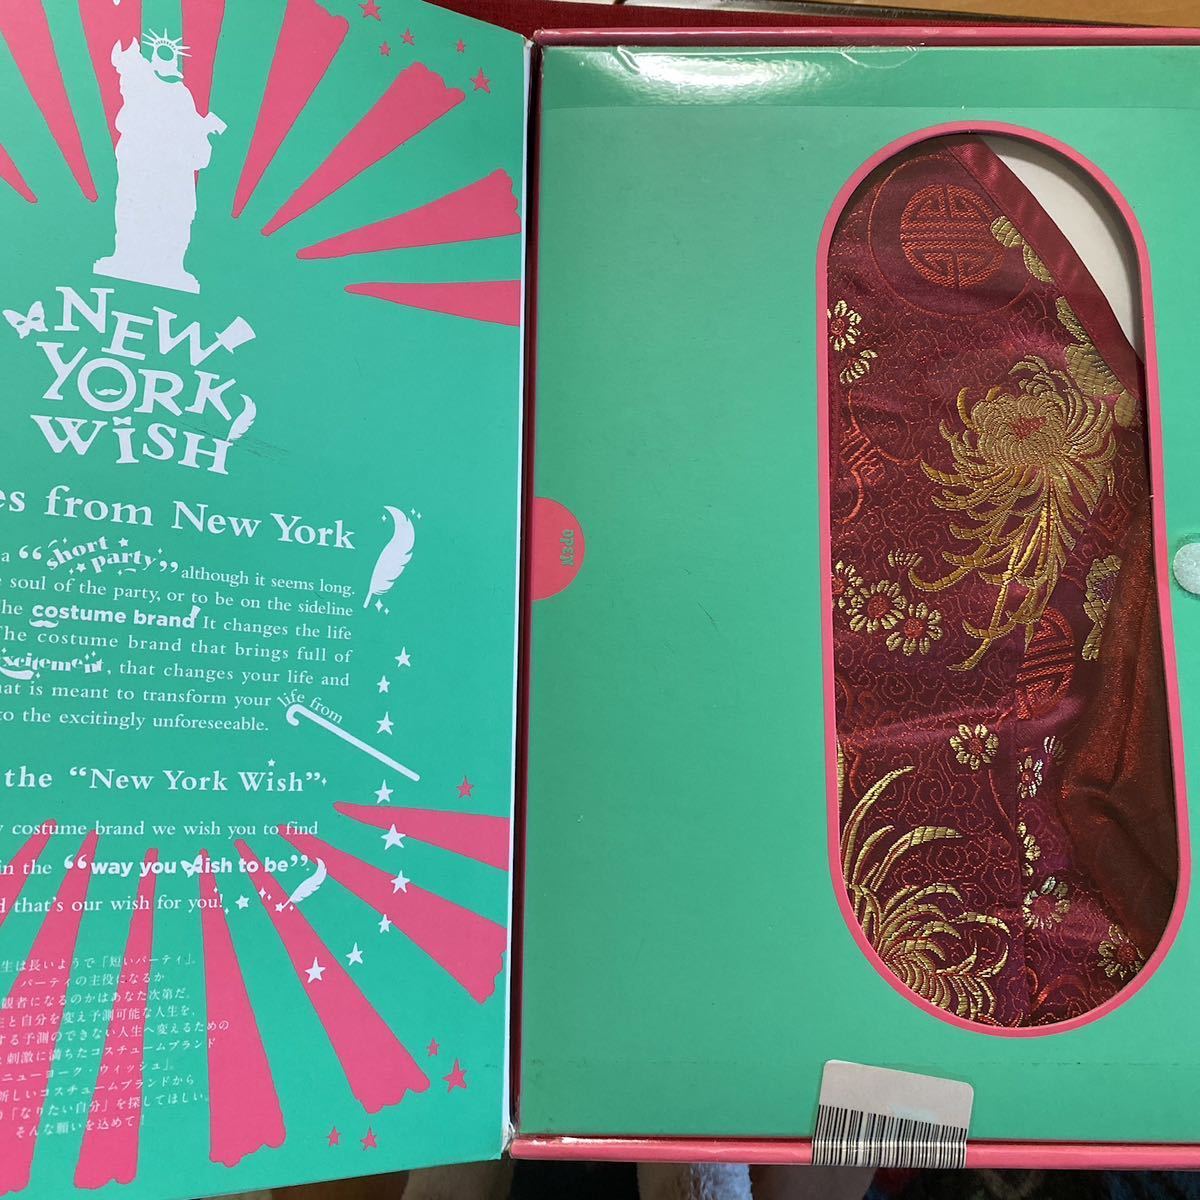 NEW
YORK
WiSH
es from New York
a “short party” although it seems long.
soul of the party, or to be on the sideline
he costume brand! It changes the life
The costume brand that brings full of
excitement, that changes your life and
at is meant to transform your life from
to the excitingly unforeseeable.
the “New York Wish”
costume brand we wish you to find
in the “way you wish to be”.
d that's our wish for you!
生は長いようで「短いパーティ」。
パーティの主役になるか
観者になるのかはあなた次第だ。
と自分を変え予測可能な人生を、
する予測のできない人生へ変えるための
刺激に満ちたコスチュームブランド
ニューヨーク・ウィッシュ」。
新しいコスチュームブランドから
「なりたい自分」を探してほしい。
そんな願いを込めて！
OPEN